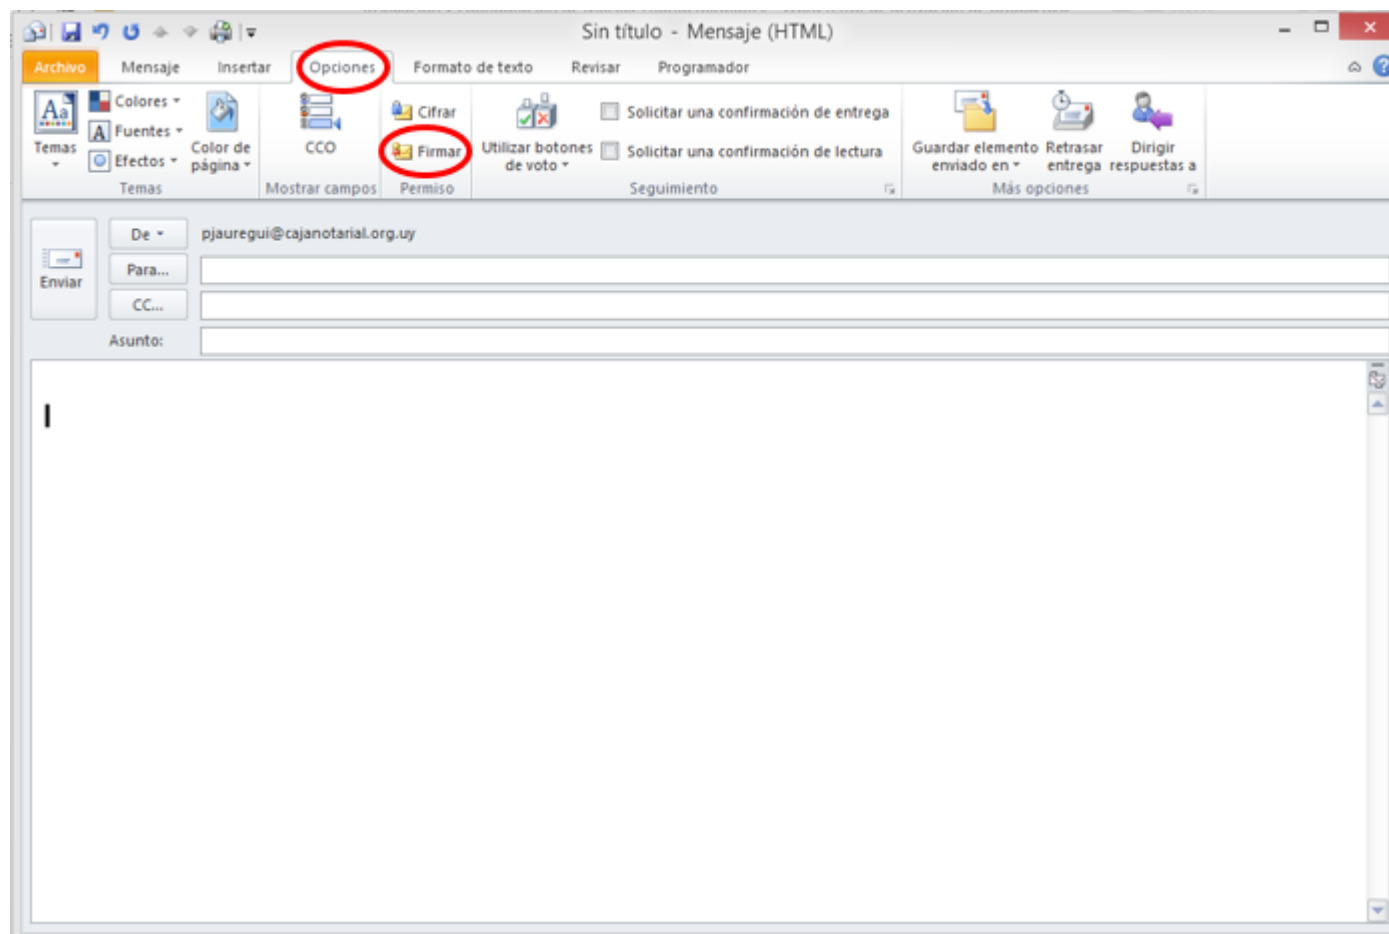 Sin título - Mensaje (HTML)
Archivo Mensaje Insertar Opciones Formato de texto Revisar Programador
Aa Colores
A Fuentes
Efectos
Temas
Color de
página
CCO
Cifrar
Firmar
Utilizar botones
de voto
Solicitar una confirmación de entrega
Solicitar una confirmación de lectura
Guardar elemento
enviado en
Retrasar
entrega
Dirigir
respuestas a
Temas Mostrar campos Permiso Seguimiento Más opciones
Enviar
De pjauregui@cajanotarial.org.uy
Para...
CC...
Asunto: